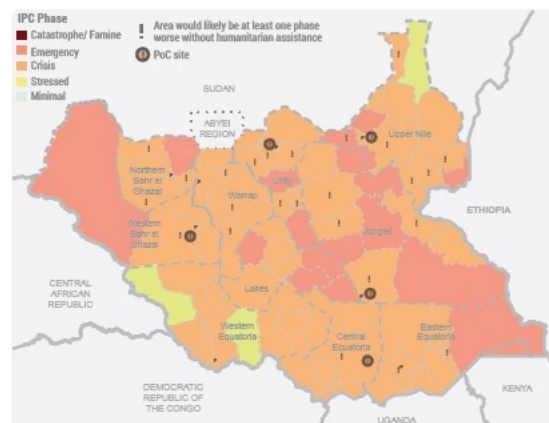 IPC Phase
Catastrophe/ Famine
Emergency
Crisis
Stressed
Minimal
! Area would likely be at least one phase
worse without humanitarian assistance
PoC site
SUDAN
ABYEI
REGION
Upper Nile
Northern
Bahr el
Ghazal
Unity
Warrap
ETHIOPIA
Western
Bahr el
Ghazal
Jonglei
CENTRAL
AFRICAN
REPUBLIC
Lakes
Western
Equatoria
Central
Equatoria
Eastern
Equatoria
DEMOCRATIC
REPUBLIC OF
THE CONGO
KENYA
UGANDA